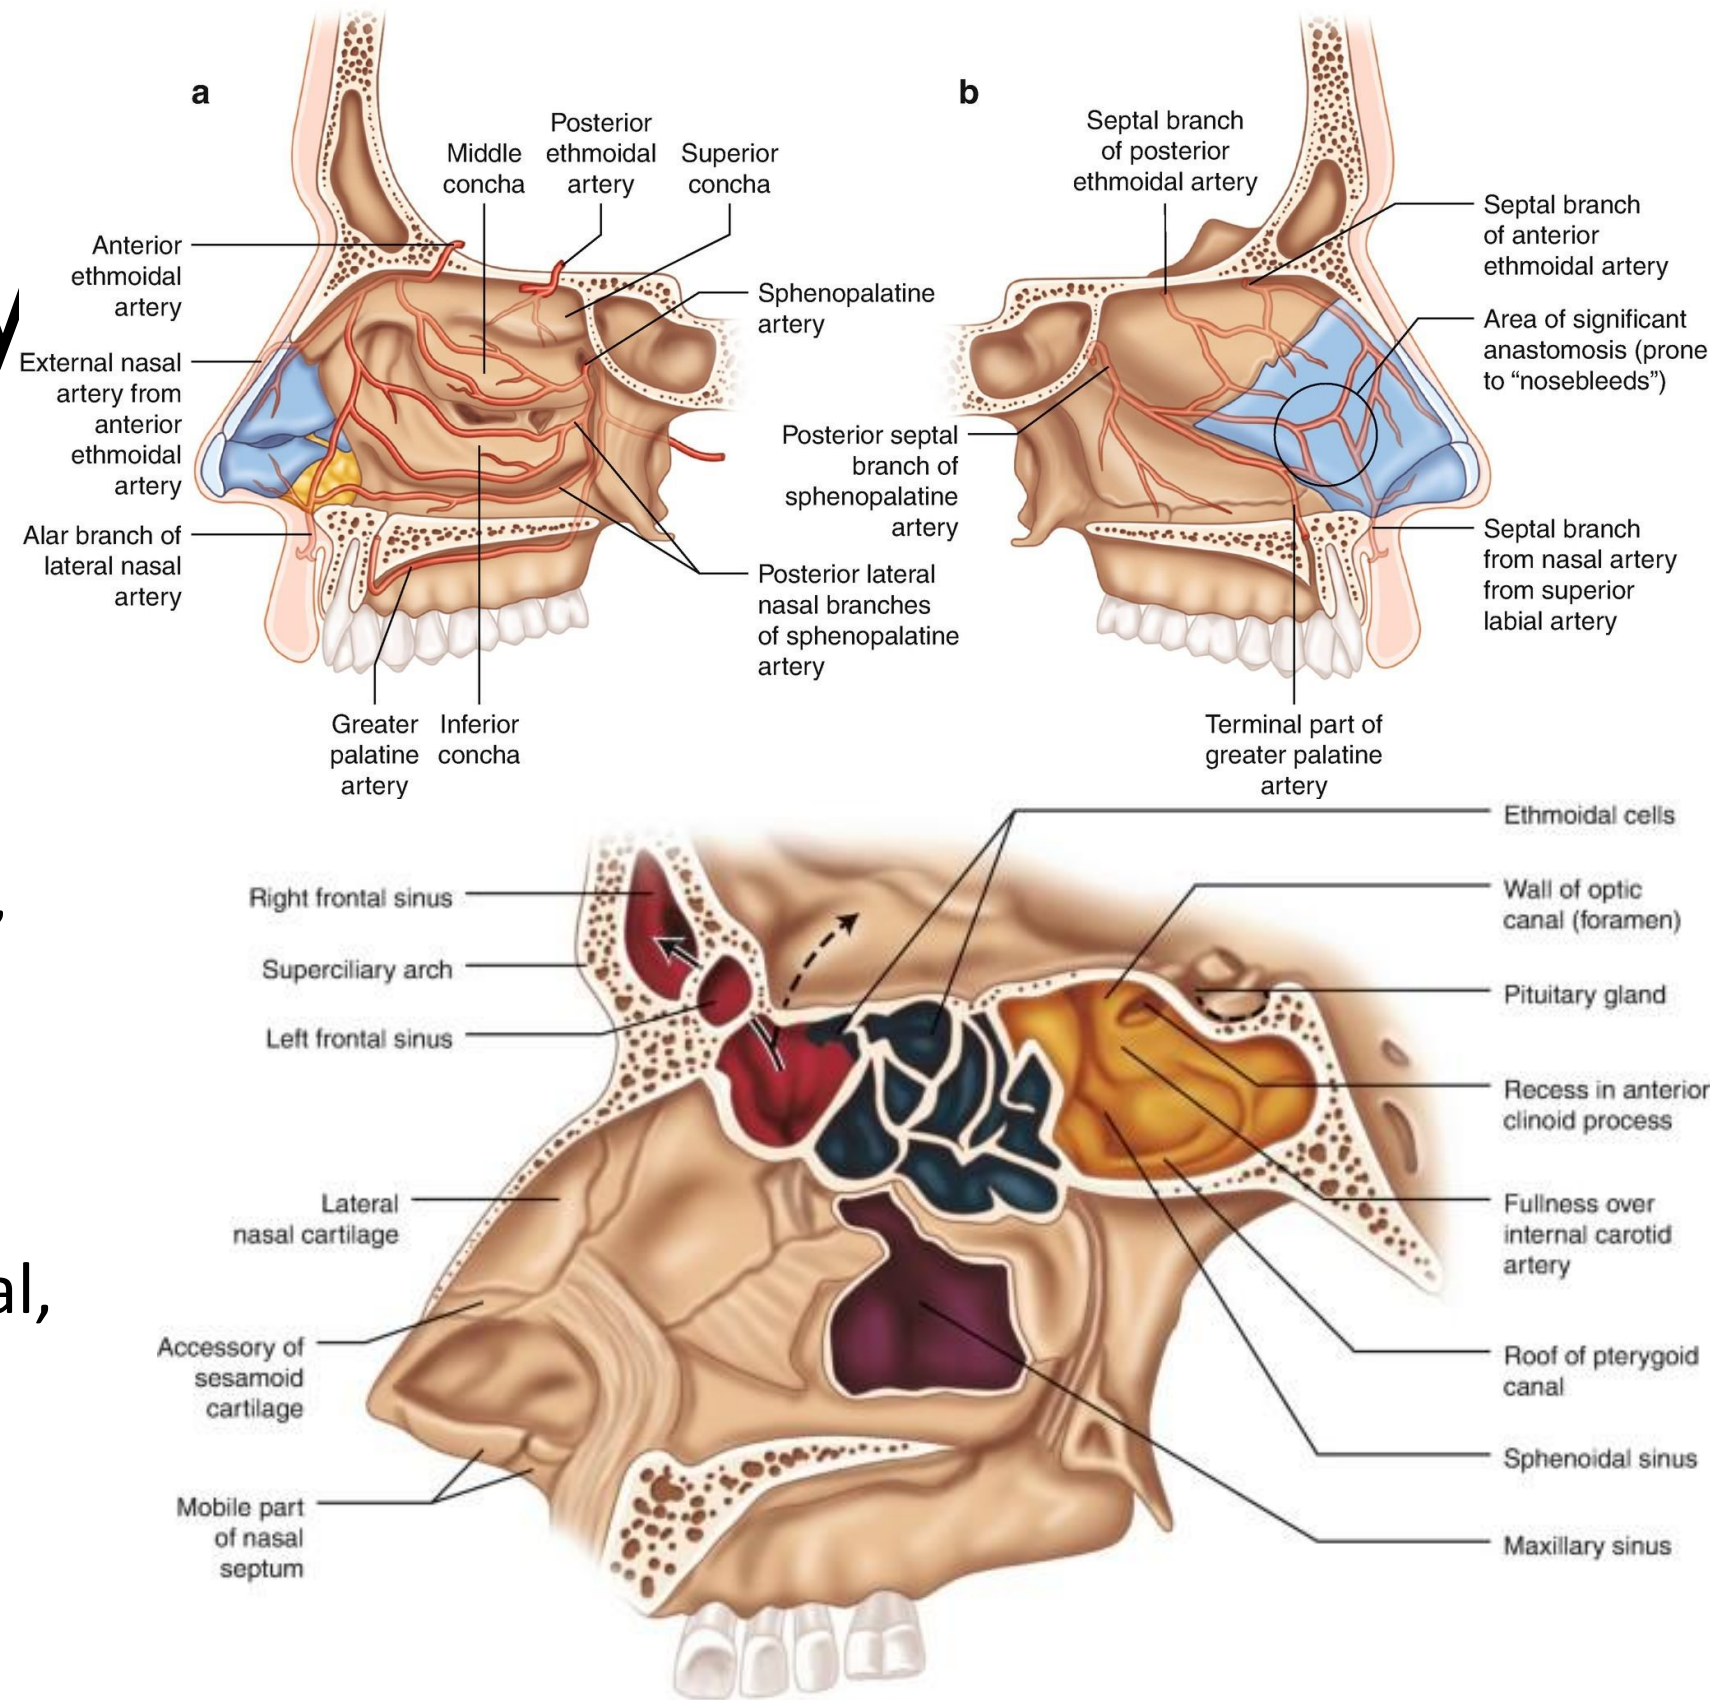 a
Posterior
ethmoidal
artery
Middle
concha
Superior
concha
Anterior
ethmoidal
artery
Sphenopalatine
artery
External nasal
artery from
anterior
ethmoidal
artery
Alar branch of
lateral nasal
artery
Posterior lateral
nasal branches
of sphenopalatine
artery
Greater
palatine
artery
Inferior
concha
b
Septal branch
of posterior
ethmoidal artery
Septal branch
of anterior
ethmoidal artery
Area of significant
anastomosis (prone
to “nosebleeds”)
Posterior septal
branch of
sphenopalatine
artery
Septal branch
from nasal artery
from superior
labial artery
Terminal part of
greater palatine
artery
y
,
al,
Right frontal sinus
Superciliary arch
Left frontal sinus
Lateral
nasal cartilage
Accessory of
sesamoid
cartilage
Mobile part
of nasal
septum
Ethmoidal cells
Wall of optic
canal (foramen)
Pituitary gland
Recess in anterior
clinoid process
Fullness over
internal carotid
artery
Roof of pterygoid
canal
Sphenoidal sinus
Maxillary sinus